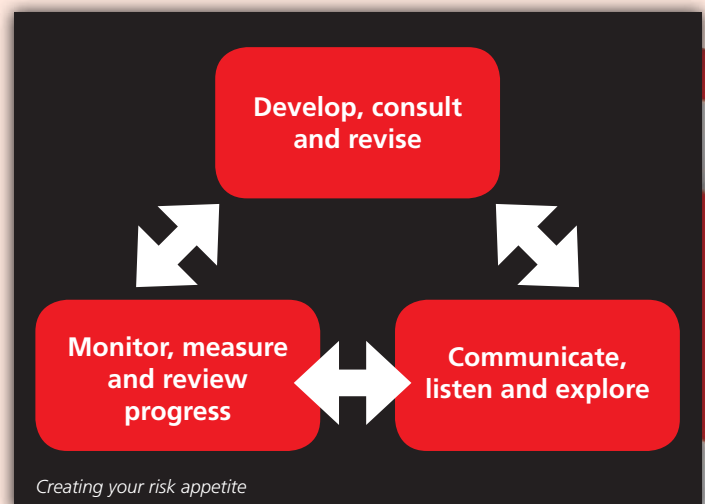 Develop, consult
and revise
Monitor, measure
and review
progress
Communicate,
listen and explore
Creating your risk appetite